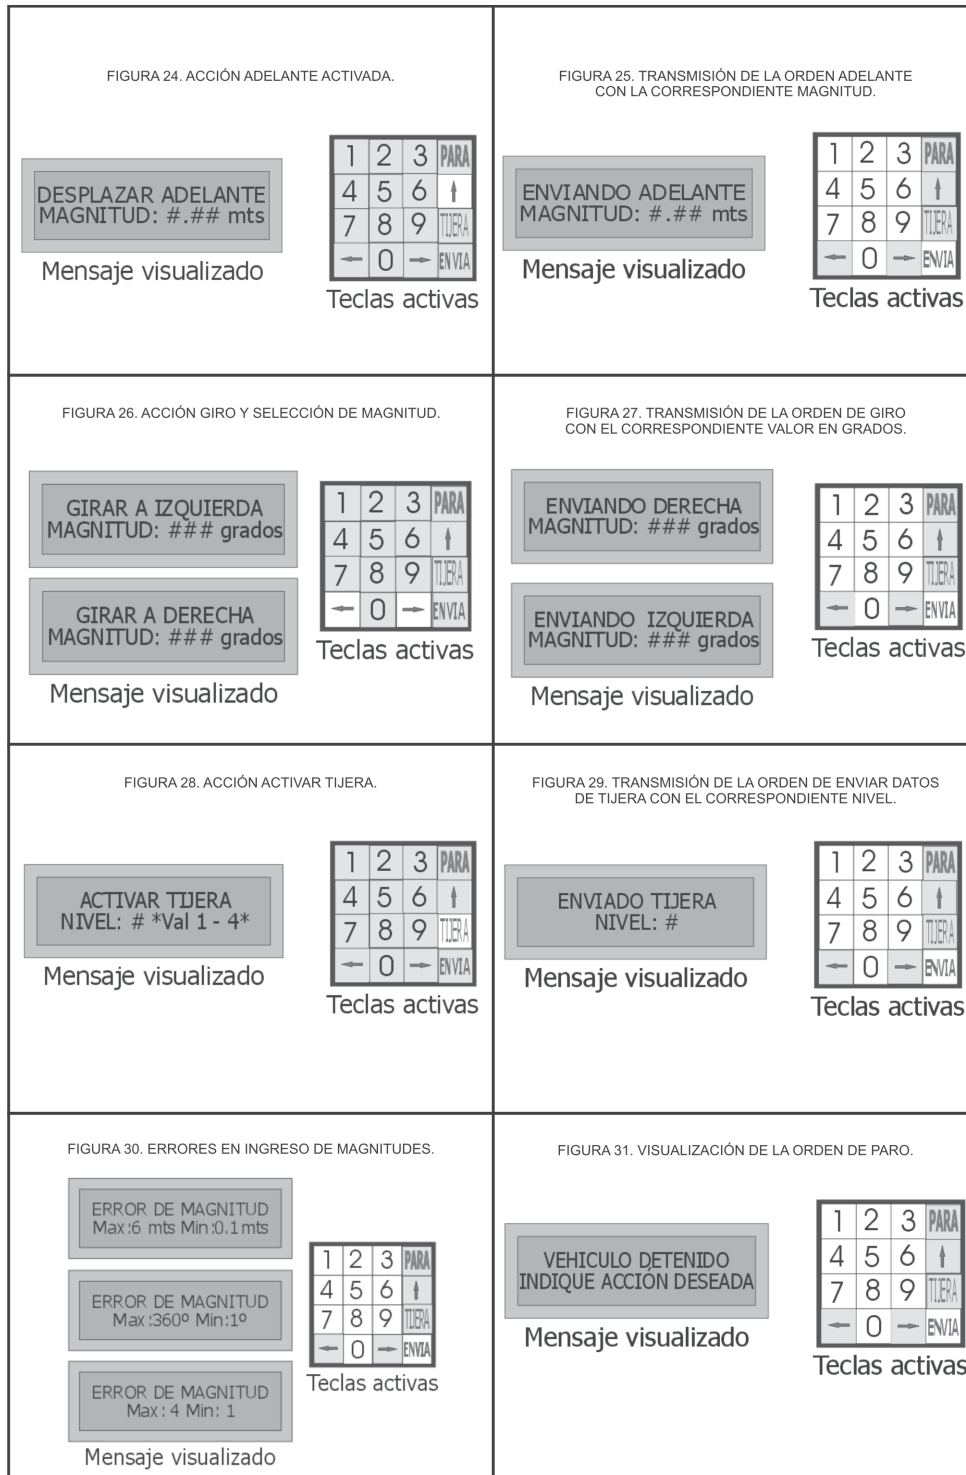 FIGURA 24. ACCIÓN ADELANTE ACTIVADA.
DESPLAZAR ADELANTE
MAGNITUD: #.## mts
Mensaje visualizado
1 2 3 PARA
4 5 6 ↑
7 8 9 TIJERA
← 0 → ENVIA
Teclas activas
FIGURA 25. TRANSMISIÓN DE LA ORDEN ADELANTE
CON LA CORRESPONDIENTE MAGNITUD.
ENVIANDO ADELANTE
MAGNITUD: #.## mts
Mensaje visualizado
1 2 3 PARA
4 5 6 ↑
7 8 9 TIJERA
← 0 → ENVIA
Teclas activas
FIGURA 26. ACCIÓN GIRO Y SELECCIÓN DE MAGNITUD.
GIRAR A IZQUIERDA
MAGNITUD: ### grados
GIRAR A DERECHA
MAGNITUD: ### grados
Mensaje visualizado
1 2 3 PARA
4 5 6 ↑
7 8 9 TIJERA
← 0 → ENVIA
Teclas activas
FIGURA 27. TRANSMISIÓN DE LA ORDEN DE GIRO
CON EL CORRESPONDIENTE VALOR EN GRADOS.
ENVIANDO DERECHA
MAGNITUD: ### grados
ENVIANDO IZQUIERDA
MAGNITUD: ### grados
Mensaje visualizado
1 2 3 PARA
4 5 6 ↑
7 8 9 TIJERA
← 0 → ENVIA
Teclas activas
FIGURA 28. ACCIÓN ACTIVAR TIJERA.
ACTIVAR TIJERA
NIVEL: # *Val 1 - 4*
Mensaje visualizado
1 2 3 PARA
4 5 6 ↑
7 8 9 TIJERA
← 0 → ENVIA
Teclas activas
FIGURA 29. TRANSMISIÓN DE LA ORDEN DE ENVIAR DATOS
DE TIJERA CON EL CORRESPONDIENTE NIVEL.
ENVIADO TIJERA
NIVEL: #
Mensaje visualizado
1 2 3 PARA
4 5 6 ↑
7 8 9 TIJERA
← 0 → ENVIA
Teclas activas
FIGURA 30. ERRORES EN INGRESO DE MAGNITUDES.
ERROR DE MAGNITUD
Max:6 mts Min:0.1mts
ERROR DE MAGNITUD
Max:360º Min:1º
ERROR DE MAGNITUD
Max: 4 Min: 1
Mensaje visualizado
1 2 3 PARA
4 5 6 ↑
7 8 9 TIJERA
← 0 → ENVIA
Teclas activas
FIGURA 31. VISUALIZACIÓN DE LA ORDEN DE PARO.
VEHICULO DETENIDO
INDIQUE ACCIÓN DESEADA
Mensaje visualizado
1 2 3 PARA
4 5 6 ↑
7 8 9 TIJERA
← 0 → ENVIA
Teclas activas